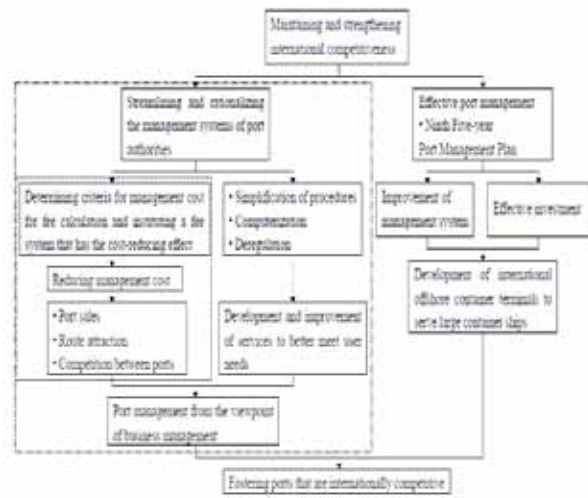 Maintaining and strengthening
international competitiveness
Streamlining and rationalizing
the management systems of port
authorities
Effective port management
• Ninth Five-year
Port Management Plan
Determining criteria for management cost
for the calculation and instituting a fee
system that has the cost-reducing effect
• Simplification of procedures
• Computerization
• Deregulation
Improvement of
management system
Effective investment
Reducing management cost
• Port sales
• Route attraction
• Competition between ports
Development and improvement
of services to better meet user
needs
Development of international
offshore container terminals to
serve large container ships
Port management from the viewpoint
of business management
Fostering ports that are internationally competitive